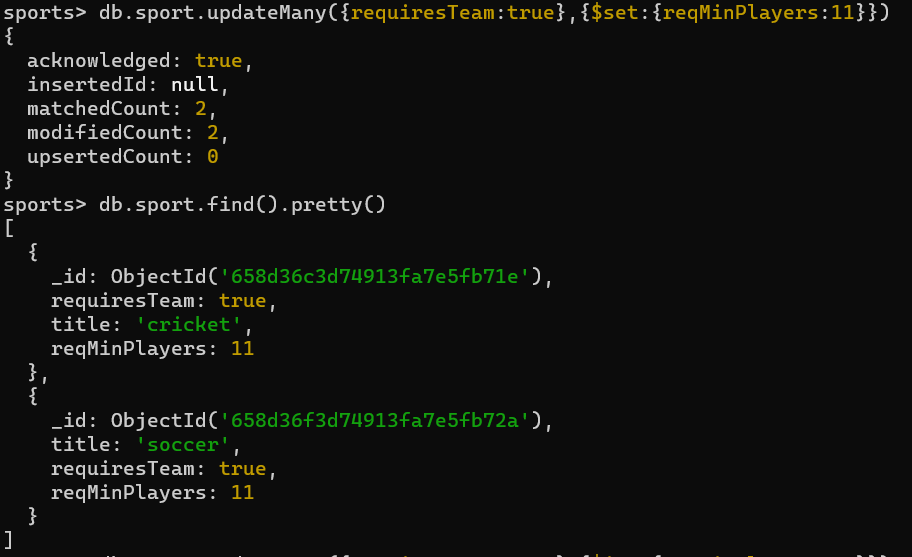 sports> db.sport.updateMany({requiresTeam:true},{$set:{reqMinPlayers:11}})
{
  acknowledged: true,
  insertedId: null,
  matchedCount: 2,
  modifiedCount: 2,
  upsertedCount: 0
}
sports> db.sport.find().pretty()
[
  {
    _id: ObjectId('658d36c3d74913fa7e5fb71e'),
    requiresTeam: true,
    title: 'cricket',
    reqMinPlayers: 11
  },
  {
    _id: ObjectId('658d36f3d74913fa7e5fb72a'),
    title: 'soccer',
    requiresTeam: true,
    reqMinPlayers: 11
  }
]